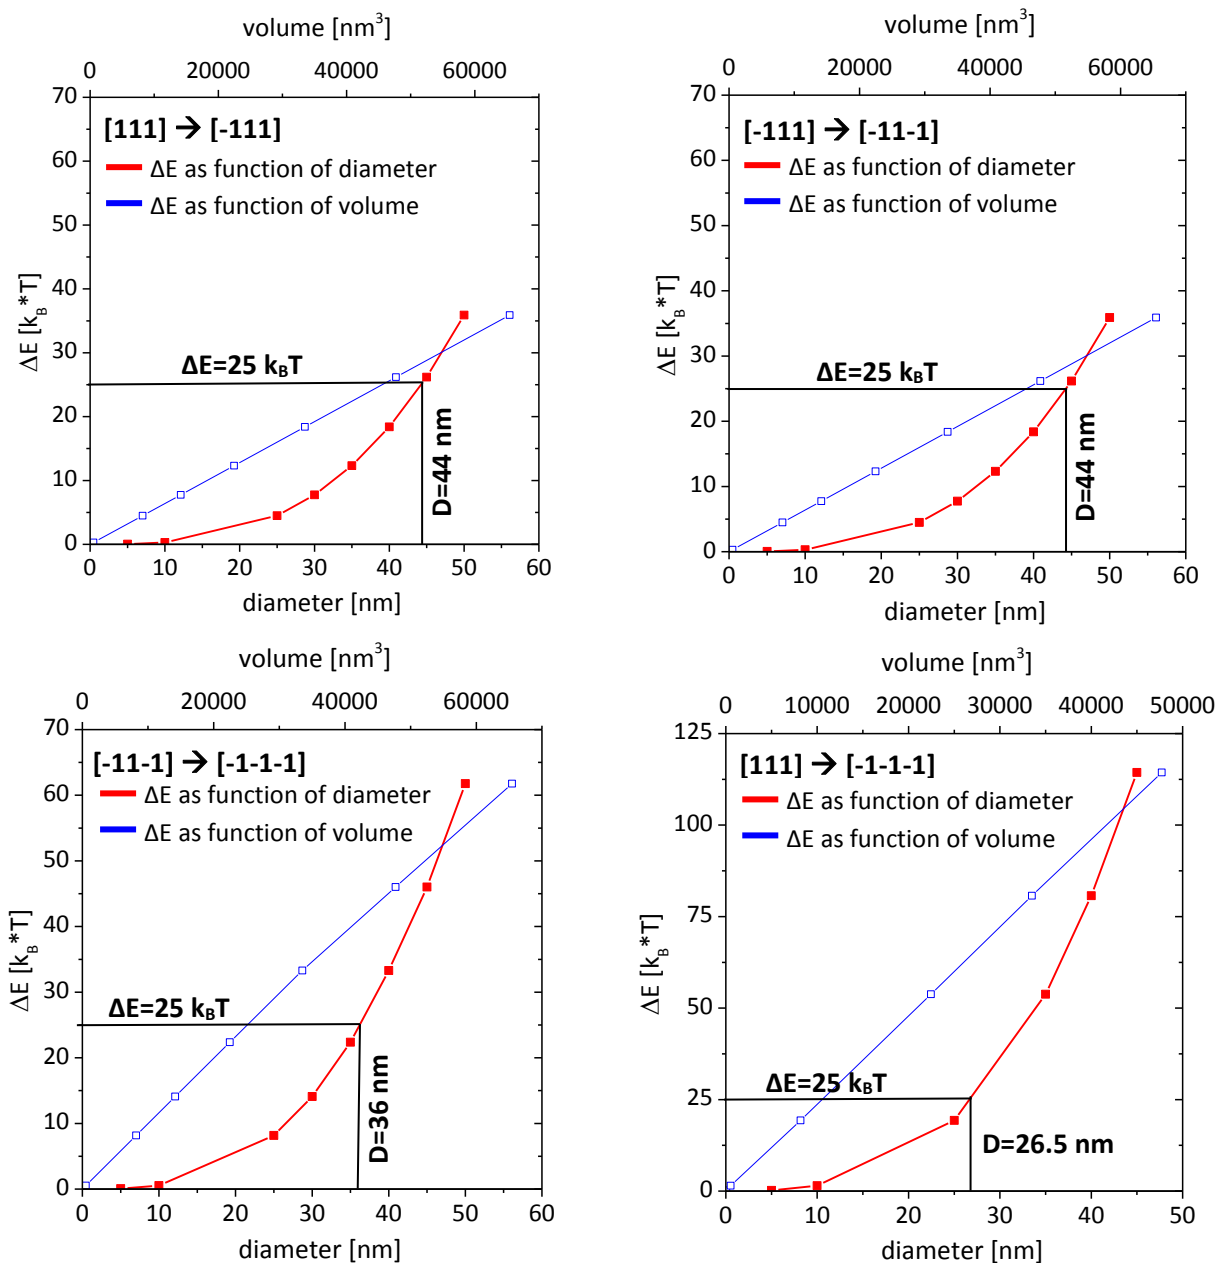 volume [nm³]
0 20000 40000 60000
70
60
50
40
30
20
10
0
ΔE [k_B*T]
[111] → [-111]
ΔE as function of diameter
ΔE as function of volume
ΔE=25 k_BT
D=44 nm
0 10 20 30 40 50 60
diameter [nm]
volume [nm³]
0 20000 40000 60000
70
60
50
40
30
20
10
0
ΔE [k_B*T]
[-111] → [-11-1]
ΔE as function of diameter
ΔE as function of volume
ΔE=25 k_BT
D=44 nm
0 10 20 30 40 50 60
diameter [nm]
volume [nm³]
0 20000 40000 60000
70
60
50
40
30
20
10
0
ΔE [k_B*T]
[-11-1] → [-1-1-1]
ΔE as function of diameter
ΔE as function of volume
ΔE=25 k_BT
D=36 nm
0 10 20 30 40 50 60
diameter [nm]
volume [nm³]
0 10000 20000 30000 40000 50000
125
100
75
50
25
0
ΔE [k_B*T]
[111] → [-1-1-1]
ΔE as function of diameter
ΔE as function of volume
ΔE=25 k_BT
D=26.5 nm
0 10 20 30 40 50
diameter [nm]